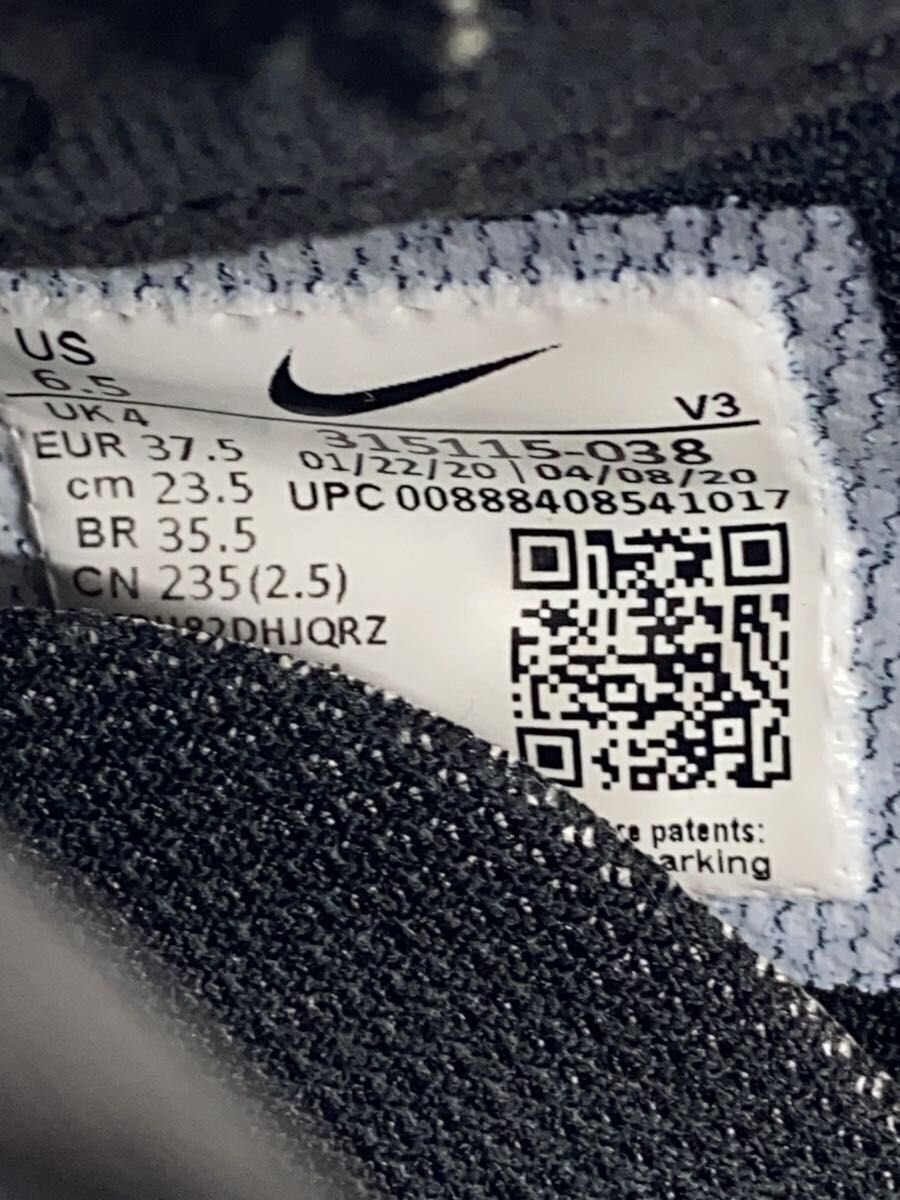 US
6.5
UK 4
EUR 37.5
cm 23.5
BR 35.5
CN 235(2.5)
DHJQRZ
V3
315115-038
01/22/20 | 04/08/20
UPC 00888408541017
patents:
arking